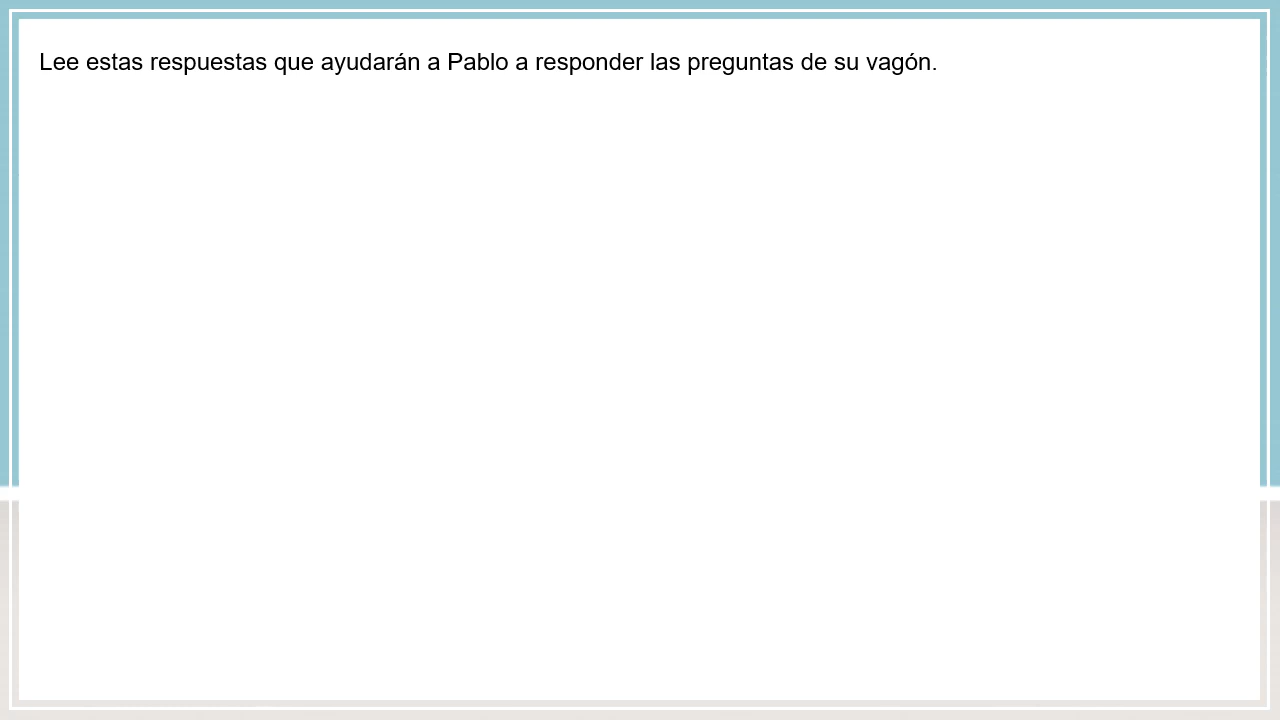 Lee estas respuestas que ayudarán a Pablo a responder las preguntas de su vagón.